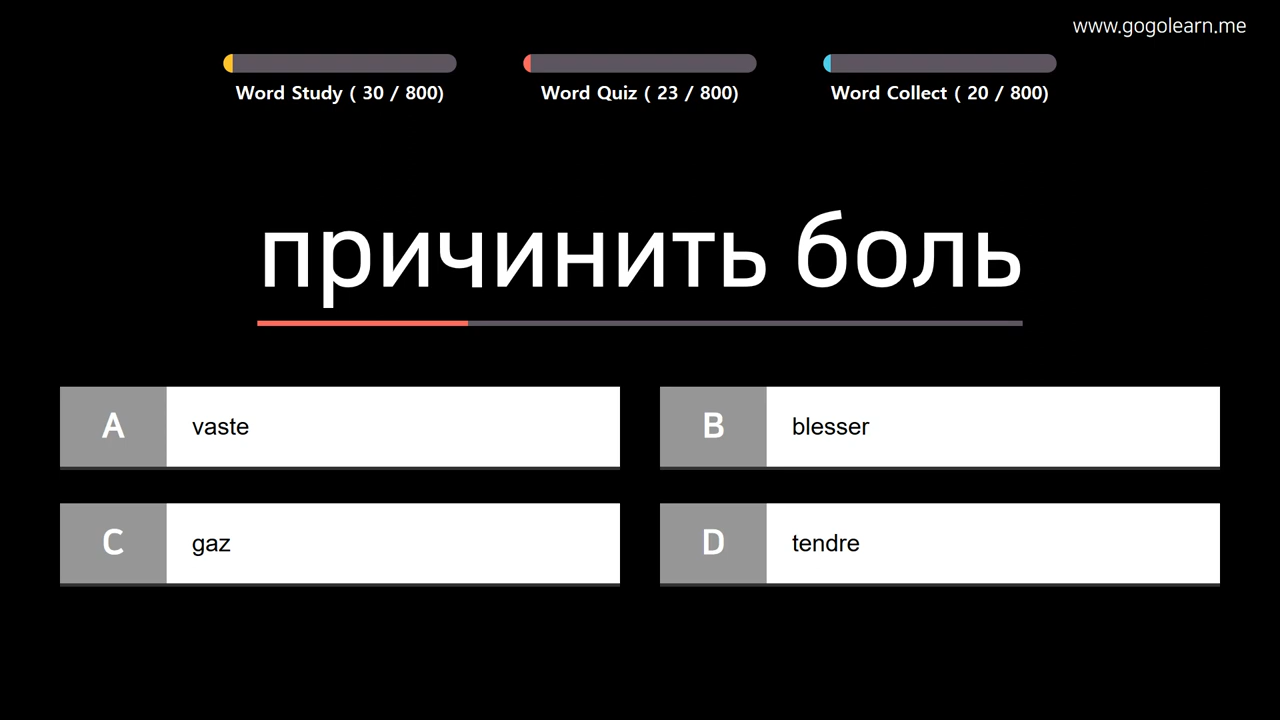 www.gogolearn.me
Word Study ( 30 / 800)
Word Quiz ( 23 / 800)
Word Collect ( 20 / 800)
причинить боль
A vaste
B blesser
C gaz
D tendre